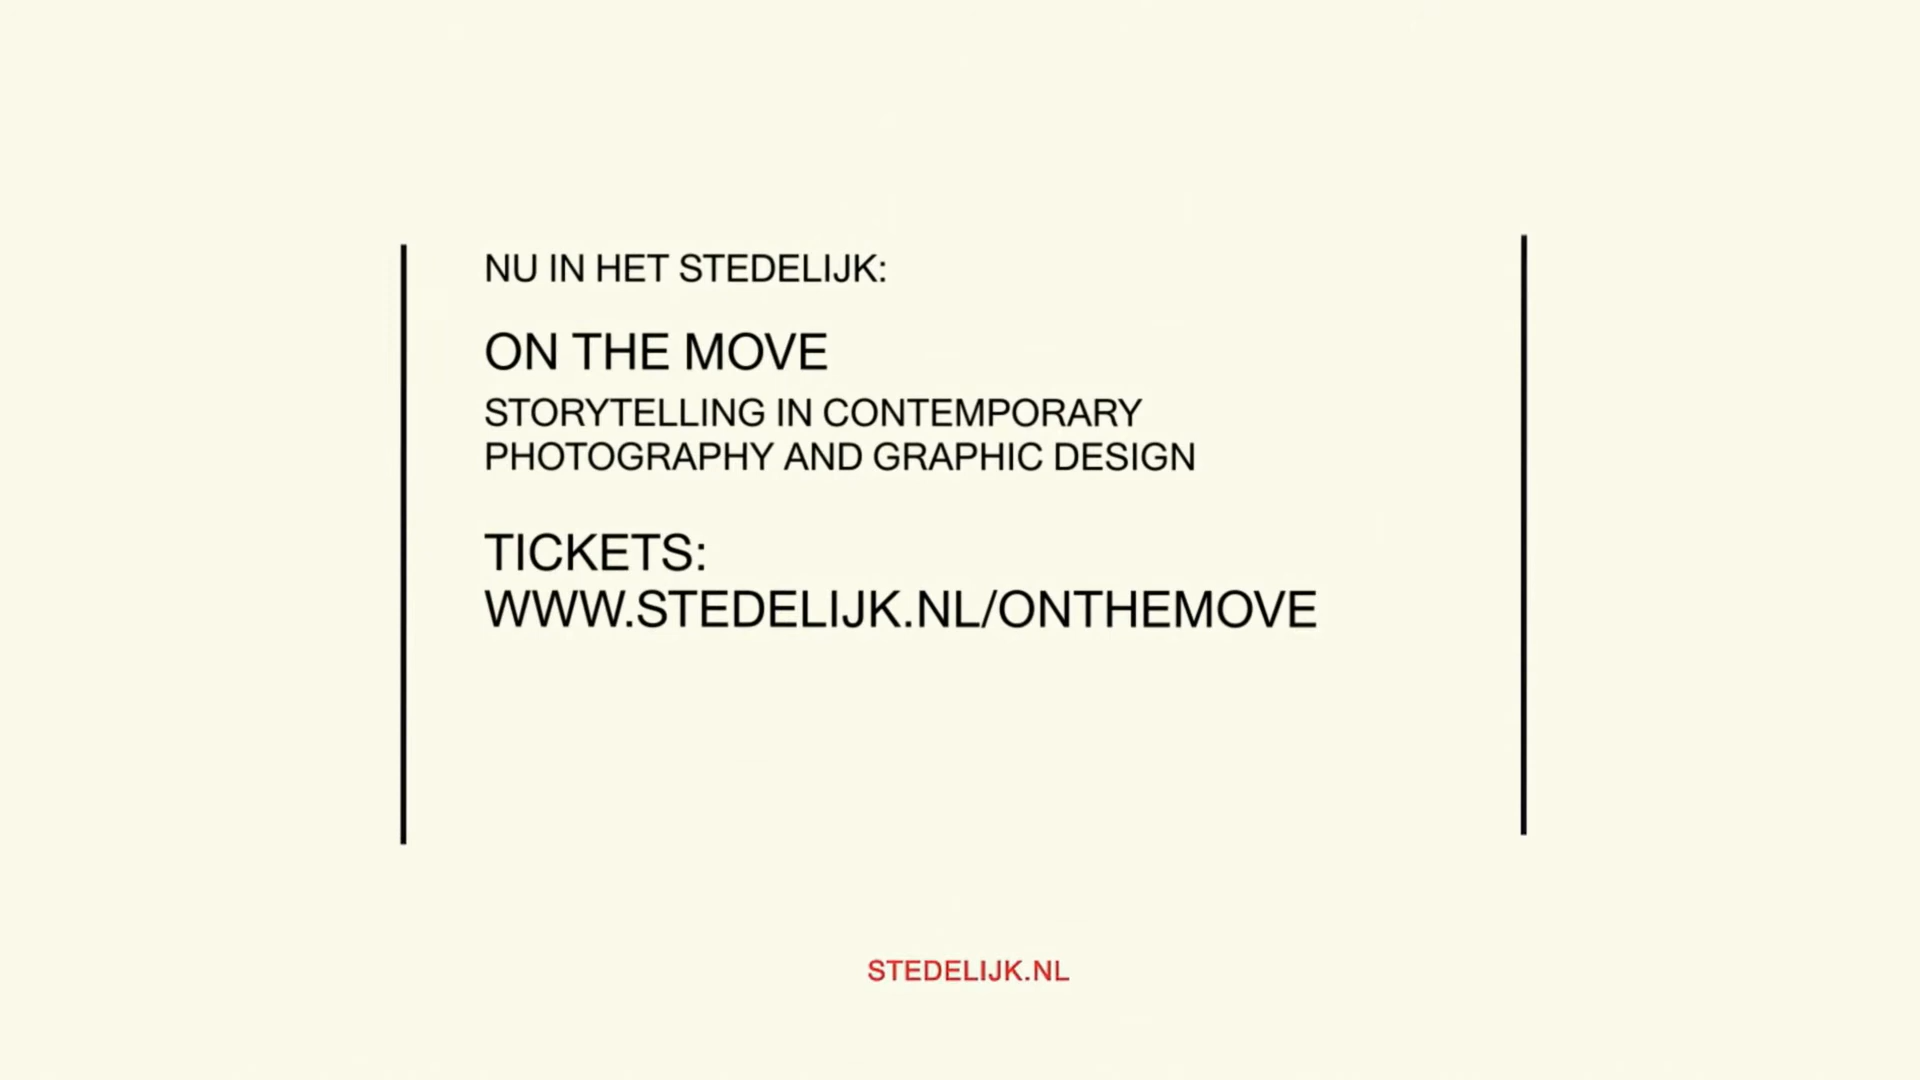 NU IN HET STEDELIJK:
ON THE MOVE
STORYTELLING IN CONTEMPORARY
PHOTOGRAPHY AND GRAPHIC DESIGN
TICKETS:
WWW.STEDELIJK.NL/ONTHEMOVE
STEDELIJK.NL